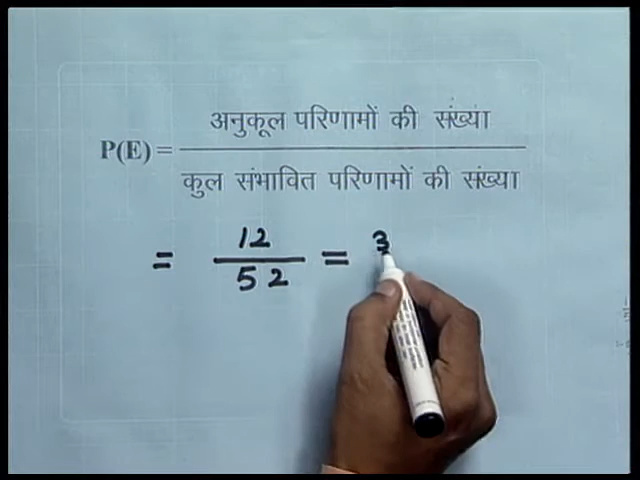 अनुकूल परिणामों की संख्या
P(E) =
कुल संभावित परिणामों की संख्या
= 12/52 = 3